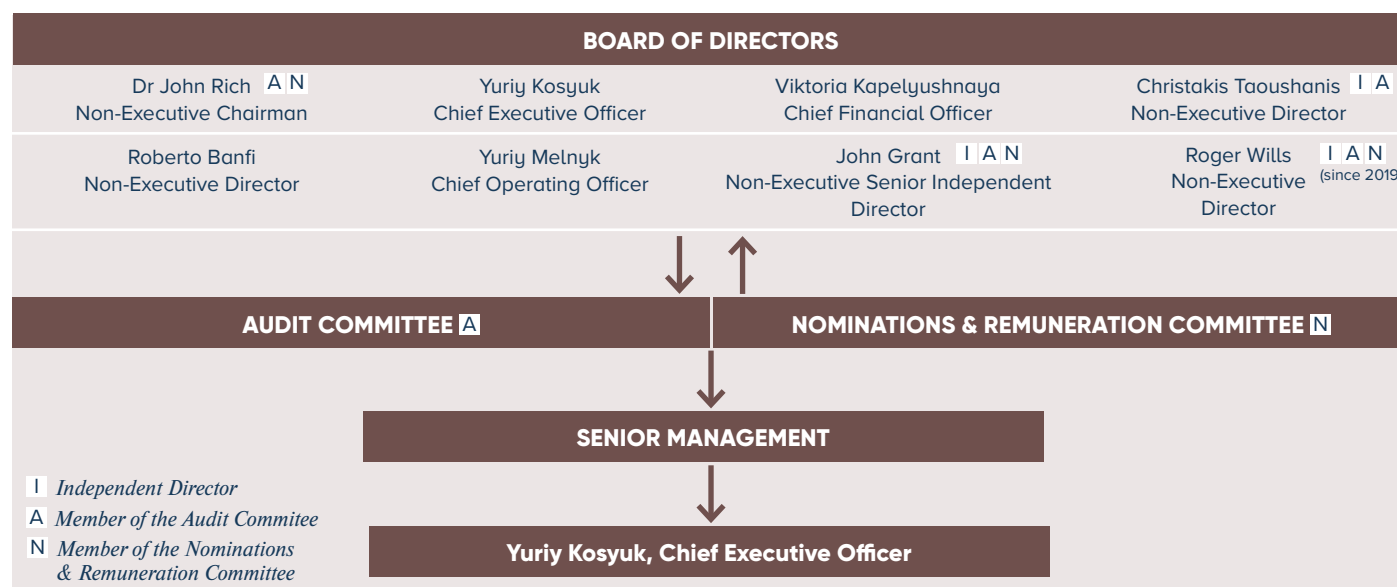 BOARD OF DIRECTORS
Dr John Rich A N
Non-Executive Chairman
Yuriy Kosyuk
Chief Executive Officer
Viktoria Kapelyushnaya
Chief Financial Officer
Christakis Taoushanis I A
Non-Executive Director
Roberto Banfi
Non-Executive Director
Yuriy Melnyk
Chief Operating Officer
John Grant I A N
Non-Executive Senior Independent
Director
Roger Wills I A N
Non-Executive (since 2019
Director
AUDIT COMMITTEE A
NOMINATIONS & REMUNERATION COMMITTEE N
SENIOR MANAGEMENT
I Independent Director
A Member of the Audit Commitee
N Member of the Nominations
& Remuneration Committee
Yuriy Kosyuk, Chief Executive Officer